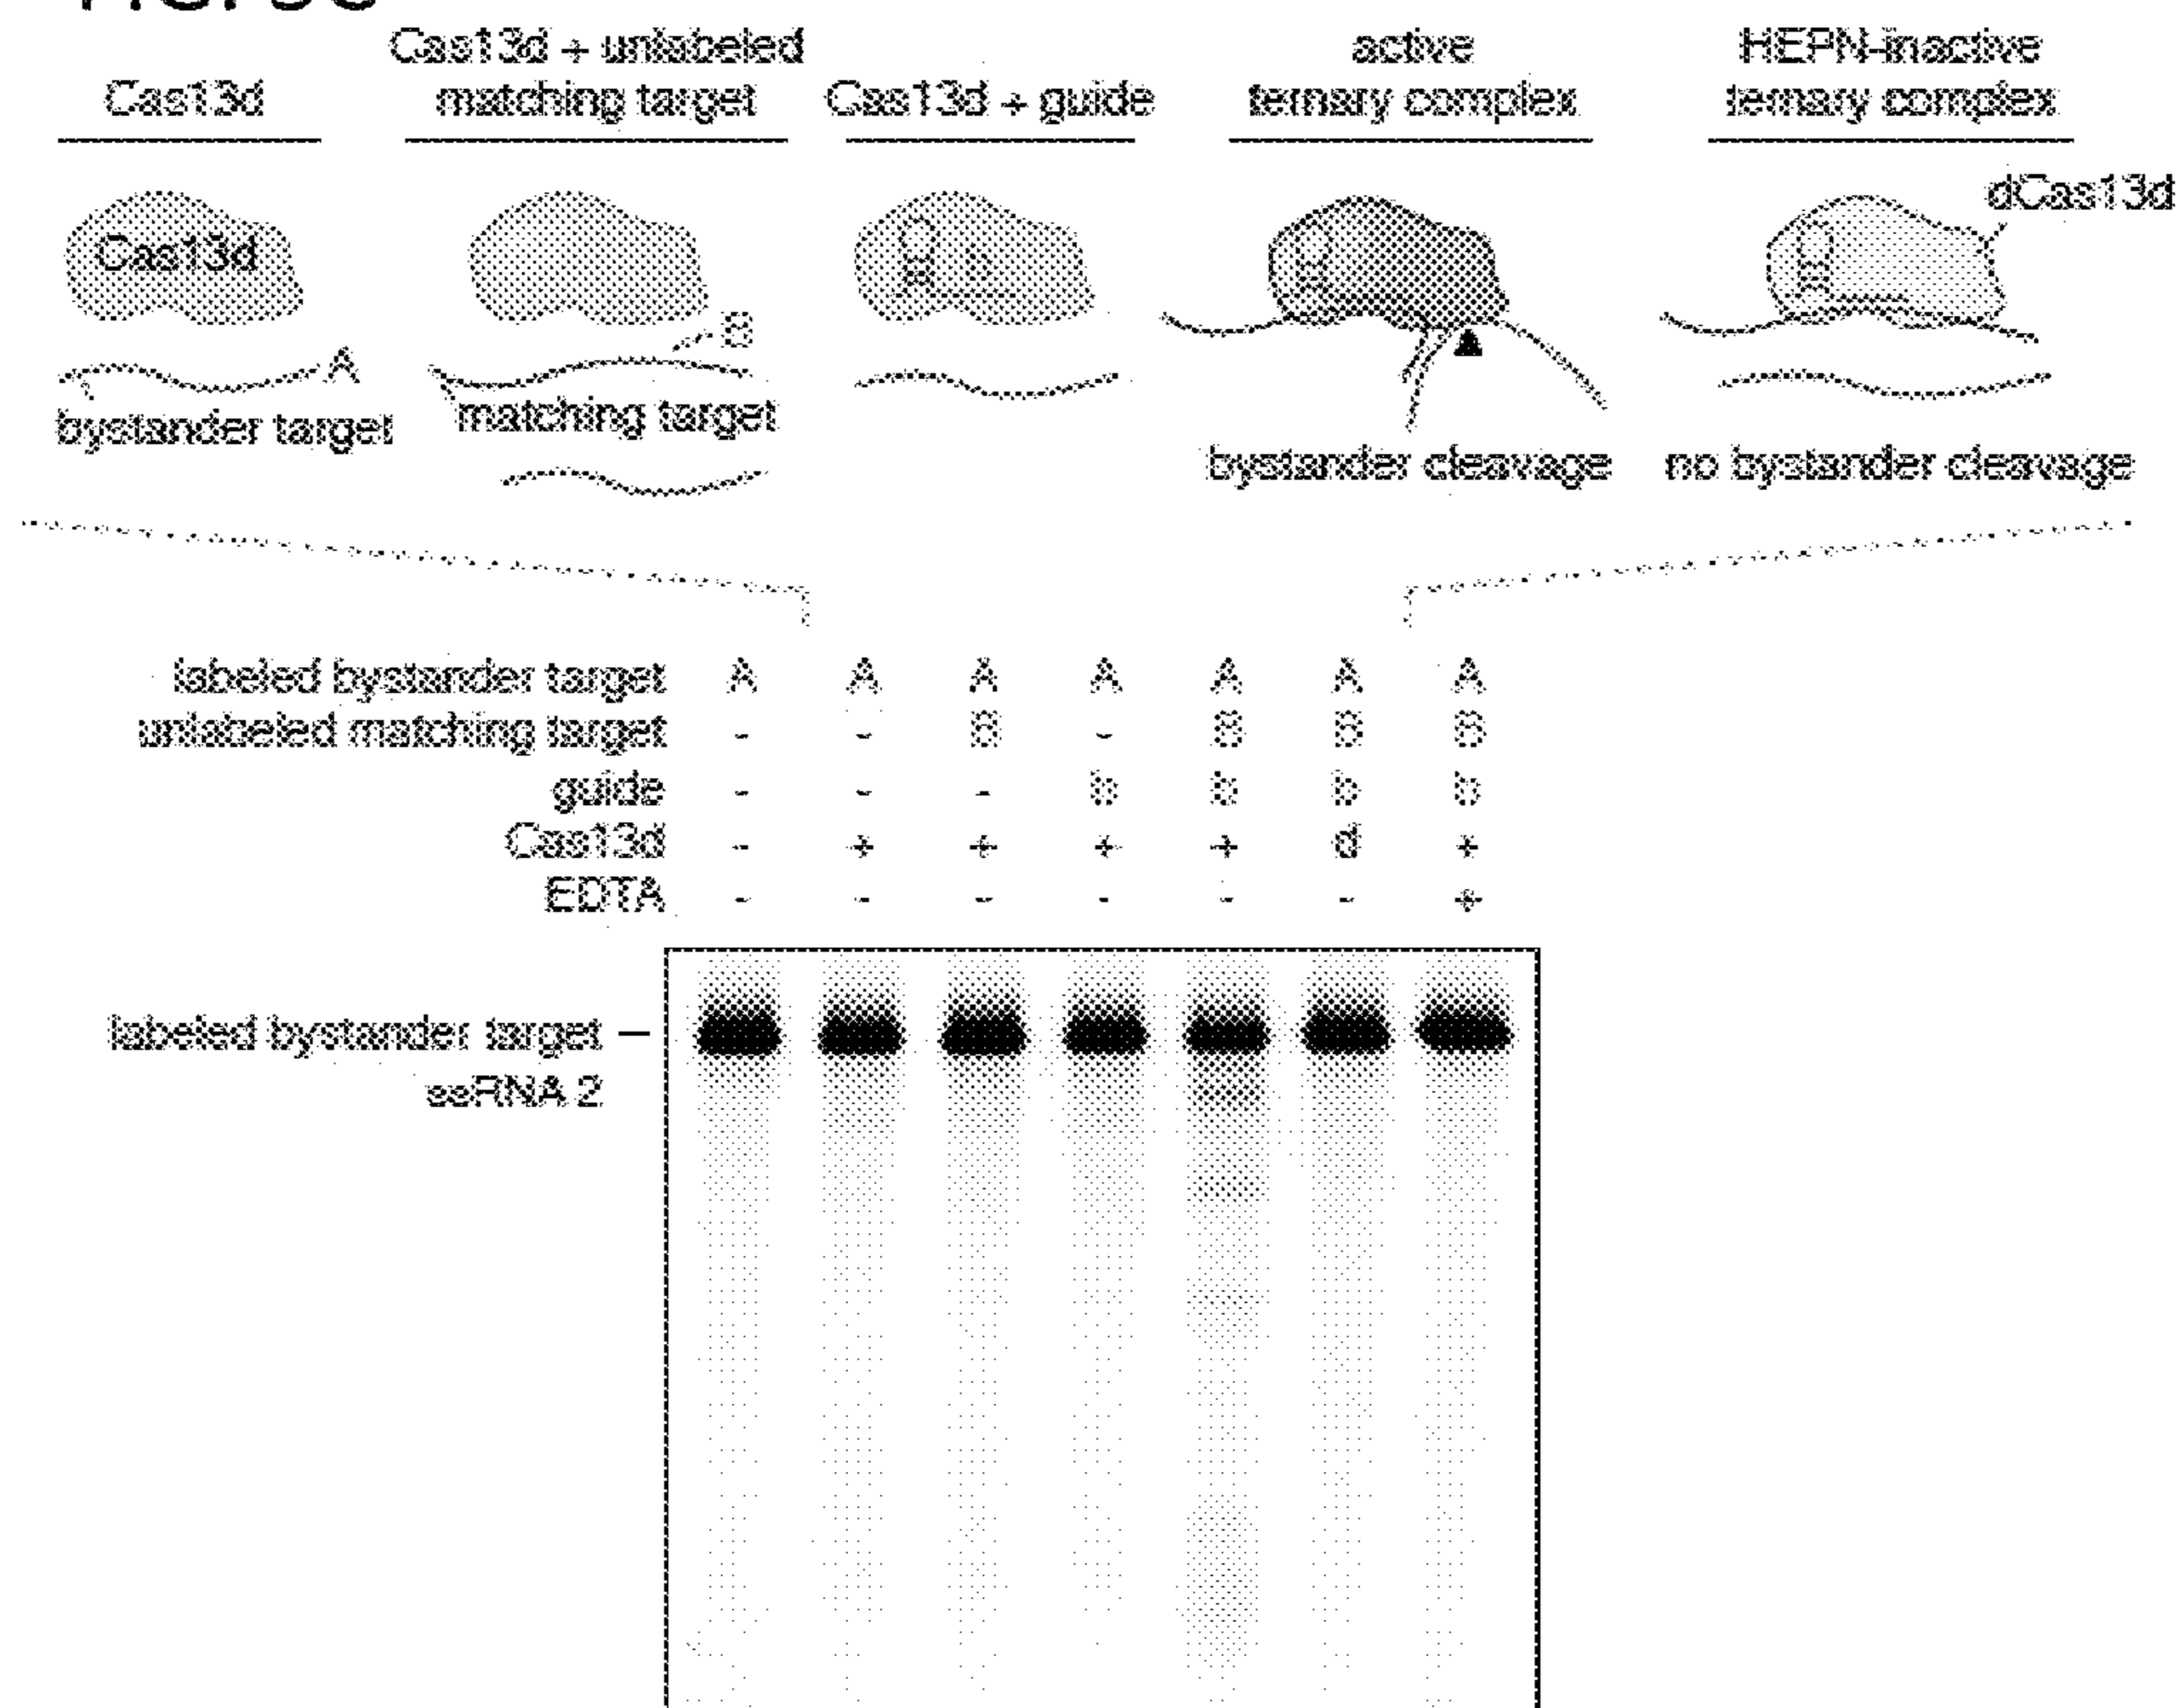 Cas13d
Cas13d + unlabeled
matching target
Cas13d + guide
active
ternary complex
HEPN-inactive
ternary complex
dCas13d
Cas13d
b
B
A
bystander target
matching target
bystander cleavage
no bystander cleavage
labeled bystander target A A A A A A A
unlabeled matching target - - B - B B B
guide - - - b b b b
Cas13d - + + + + d +
EDTA - - - - - - +
labeled bystander target –
ssRNA 2